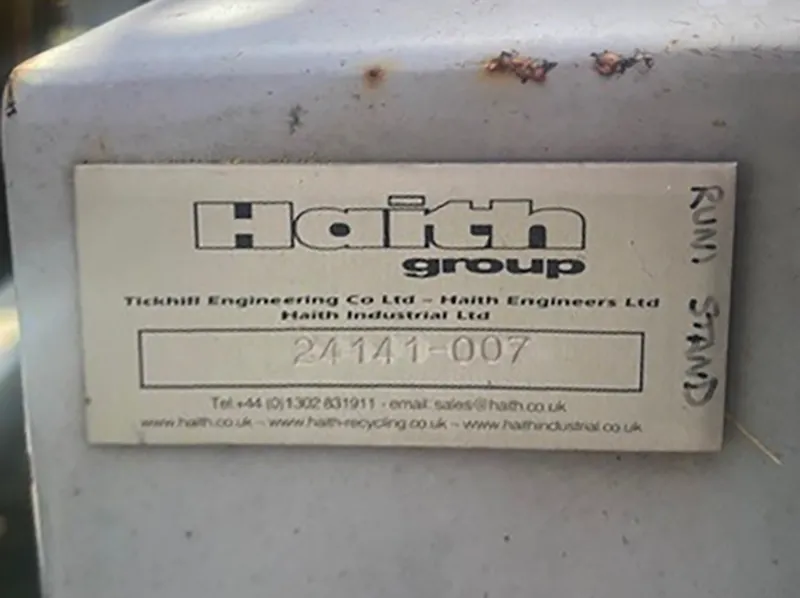 Haith
group
Tickhill Engineering Co Ltd – Haith Engineers Ltd
Haith Industrial Ltd
24141-007
Tel +44 (0)1302 831911 - email: sales@haith.co.uk
www.haith.co.uk – www.haith-recycling.co.uk – www.haithindustrial.co.uk
STAND